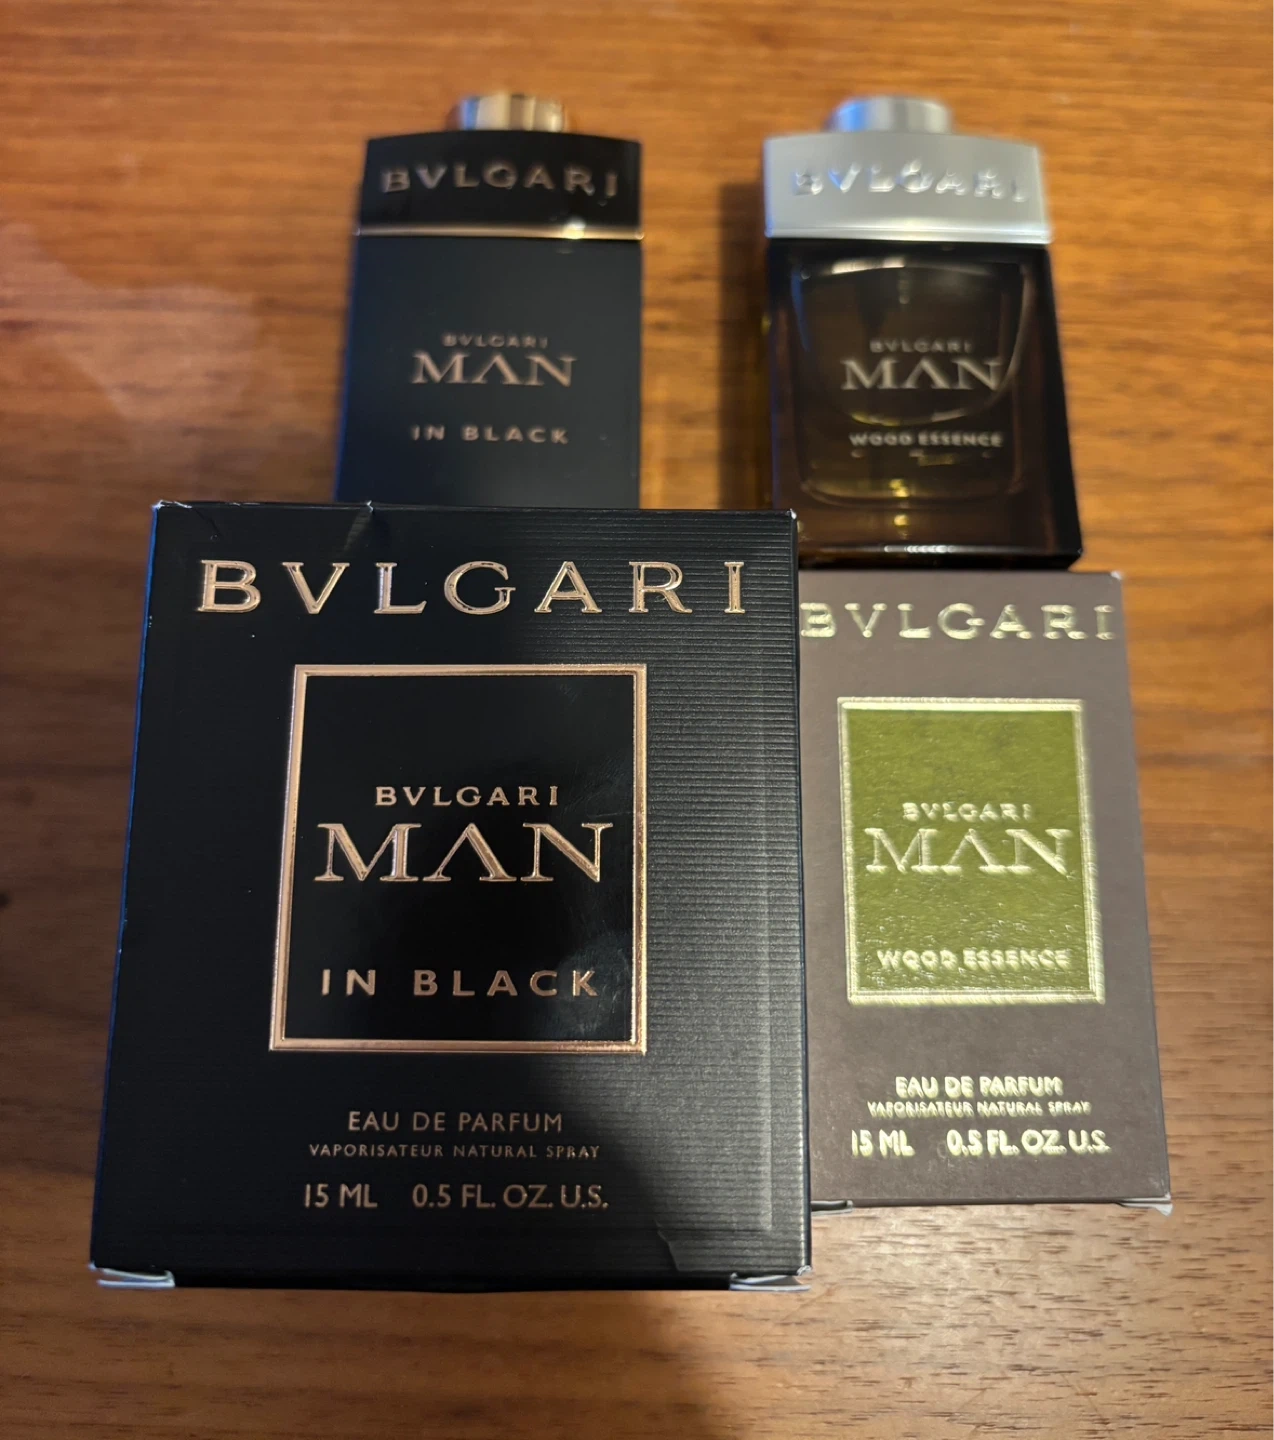 BVLGARI
BVLGARI
MAN
IN BLACK
BVLGARI
BVLGARI
MAN
WOOD ESSENCE
BVLGARI
BVLGARI
MAN
IN BLACK
EAU DE PARFUM
VAPORISATEUR NATURAL SPRAY
15 ML 0.5 FL. OZ. U.S.
BVLGARI
BVLGARI
MAN
WOOD ESSENCE
EAU DE PARFUM
VAPORISATEUR NATURAL SPRAY
15 ML 0.5 FL. OZ. U.S.